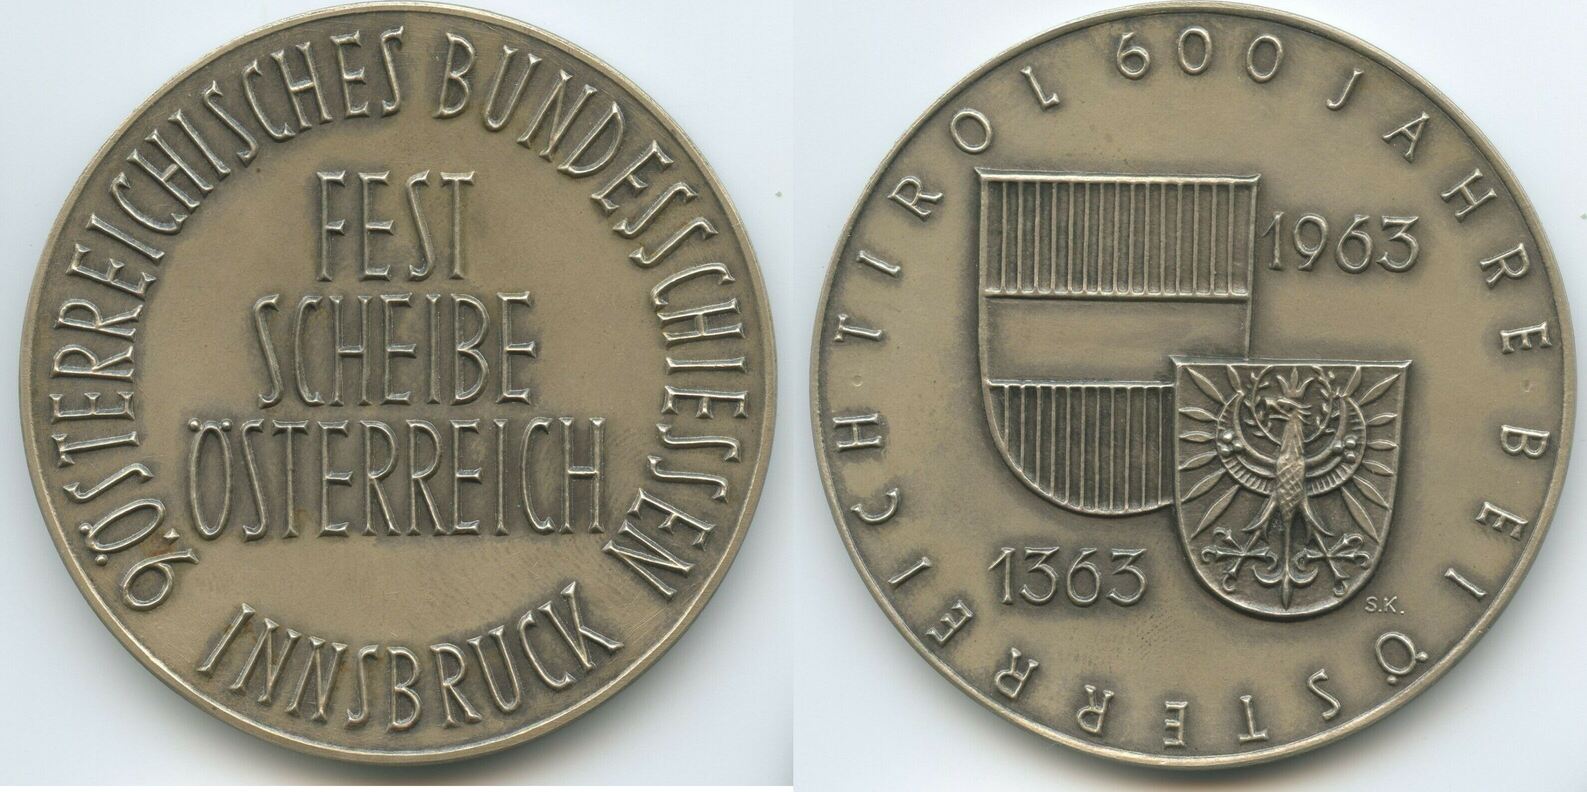 9. ÖSTERREICHISCHES BUNDESSCHIESSEN
INNSBRUCK
FEST
SCHEIBE
ÖSTERREICH
TIROL 600 JAHRE BEI ÖSTERREICH
1963
1363
S.K.